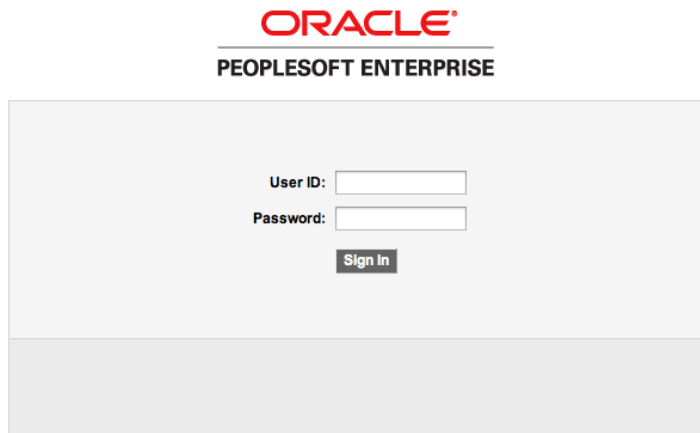 ORACLE®
PEOPLESOFT ENTERPRISE
User ID:
Password:
Sign In